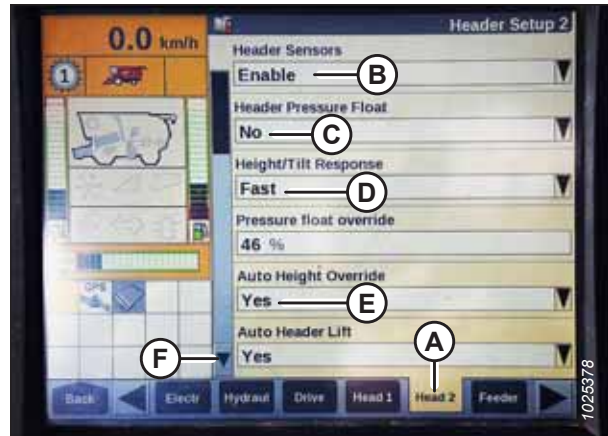 0.0 km/h
Header Setup 2
1
Header Sensors
Enable
B
Header Pressure Float
No
C
Height/Tilt Response
Fast
D
Pressure float override
46 %
Auto Height Override
Yes
E
GPS
Auto Header Lift
Yes
F
A
Back
Electr
Hydraul
Drive
Head 1
Head 2
Feeder
1025378